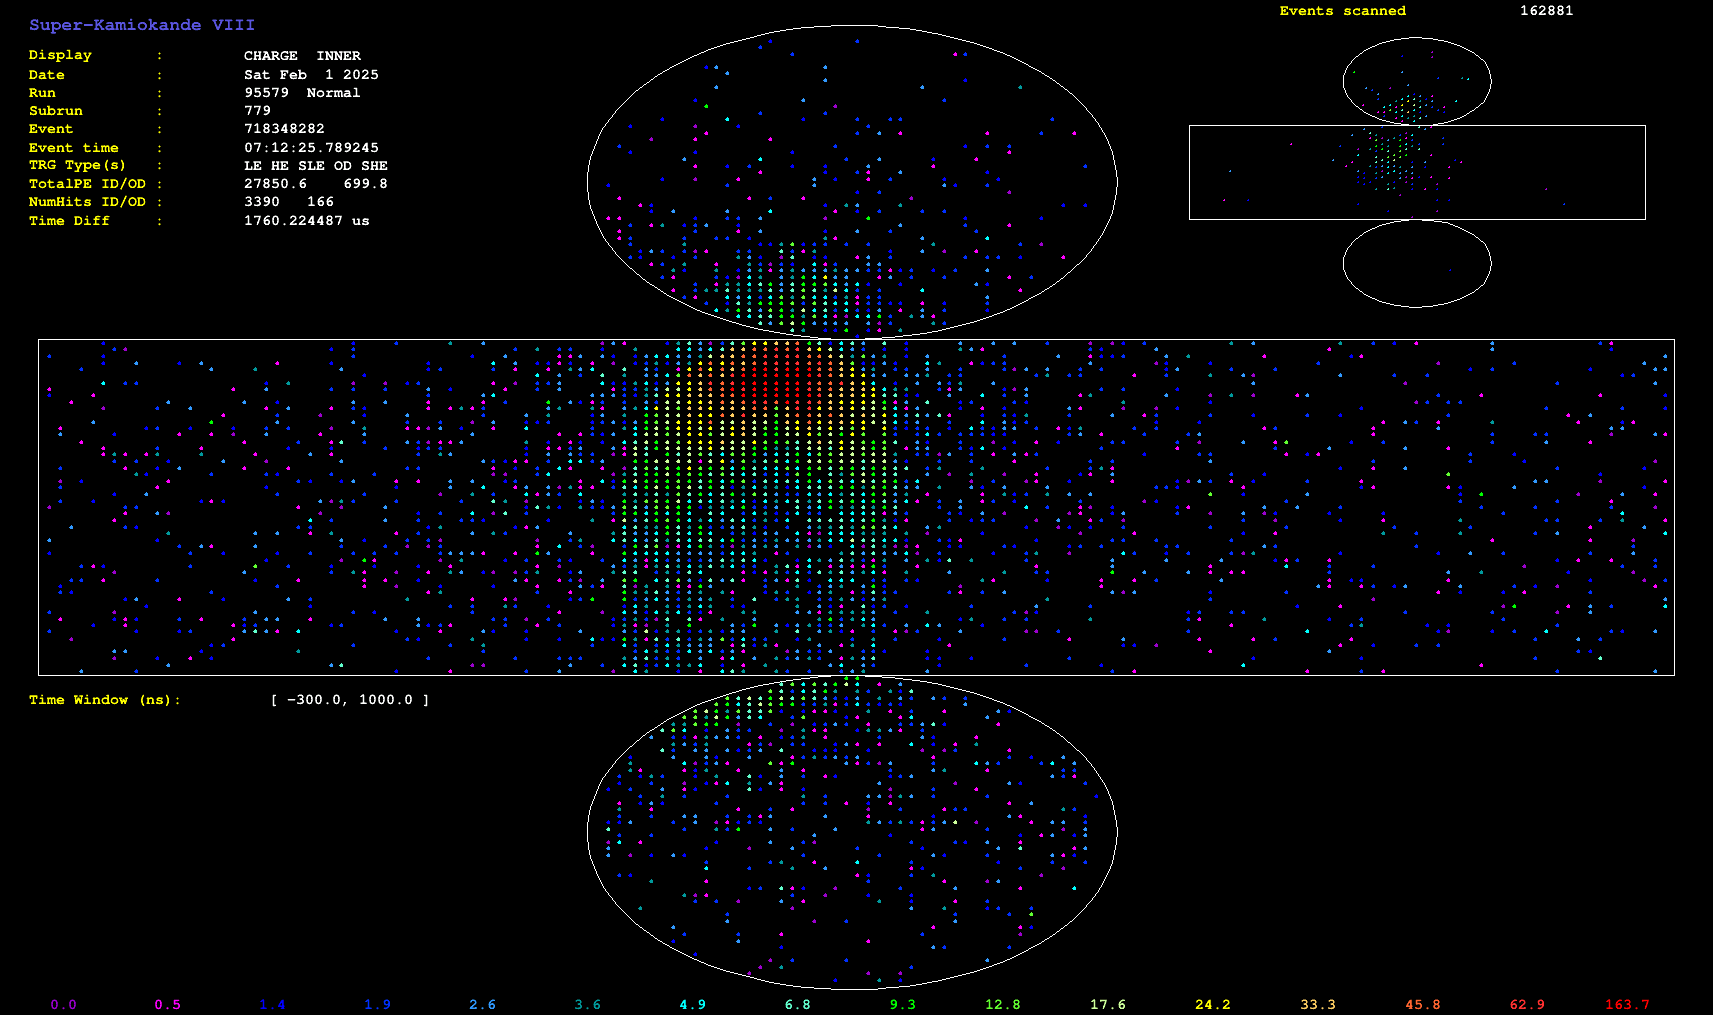 Super-Kamiokande VIII
Events scanned 162881
Display : CHARGE INNER
Date : Sat Feb 1 2025
Run : 95579 Normal
Subrun : 779
Event : 718348282
Event time : 07:12:25.789245
TRG Type(s) : LE HE SLE OD SHE
TotalPE ID/OD : 27850.6 699.8
NumHits ID/OD : 3390 166
Time Diff : 1760.224487 us
Time Window (ns): [ -300.0, 1000.0 ]
0.0 0.5 1.4 1.9 2.6 3.6 4.9 6.8 9.3 12.8 17.6 24.2 33.3 45.8 62.9 163.7